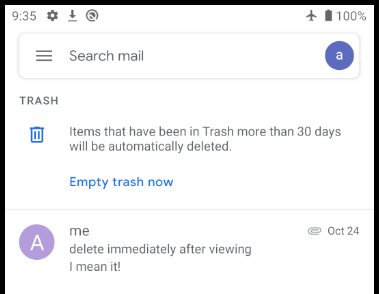 9:35 100%
Search mail a
TRASH
Items that have been in Trash more than 30 days
will be automatically deleted.
Empty trash now
A me Oct 24
delete immediately after viewing
I mean it!